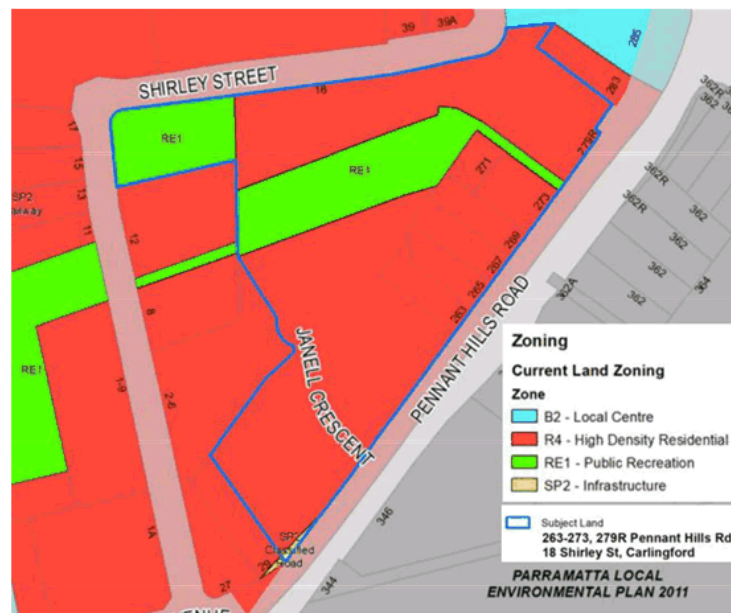 39
39A
285
SHIRLEY STREET
18
283
362R
362
362
17
RE1
279R
RE1
15
271
362R
13
273
362R
362
SP2
11
12
269
362
267
362
364
265
362A
263
8
JANELL CRESCENT
PENNANT HILLS ROAD
RE1
1-9
2-6
346
SP2
Classified
Road
1A
29
27
344
Zoning
Current Land Zoning
Zone
B2 - Local Centre
R4 - High Density Residential
RE1 - Public Recreation
SP2 - Infrastructure
Subject Land
263-273, 279R Pennant Hills Rd
18 Shirley St, Carlingford
PARRAMATTA LOCAL
ENVIRONMENTAL PLAN 2011